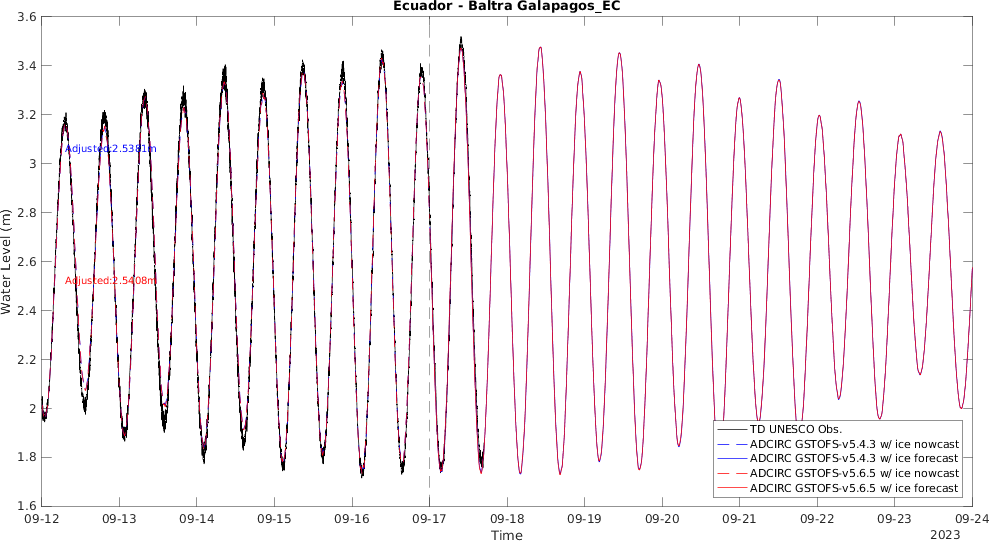 Ecuador - Baltra Galapagos_EC
Water Level (m)
3.6
3.4
3.2
3
2.8
2.6
2.4
2.2
2
1.8
1.6
Adjusted:2.5381m
Adjusted:2.5408m
TD UNESCO Obs.
ADCIRC GSTOFS-v5.4.3 w/ ice nowcast
ADCIRC GSTOFS-v5.4.3 w/ ice forecast
ADCIRC GSTOFS-v5.6.5 w/ ice nowcast
ADCIRC GSTOFS-v5.6.5 w/ ice forecast
09-12 09-13 09-14 09-15 09-16 09-17 09-18 09-19 09-20 09-21 09-22 09-23 09-24
Time
2023